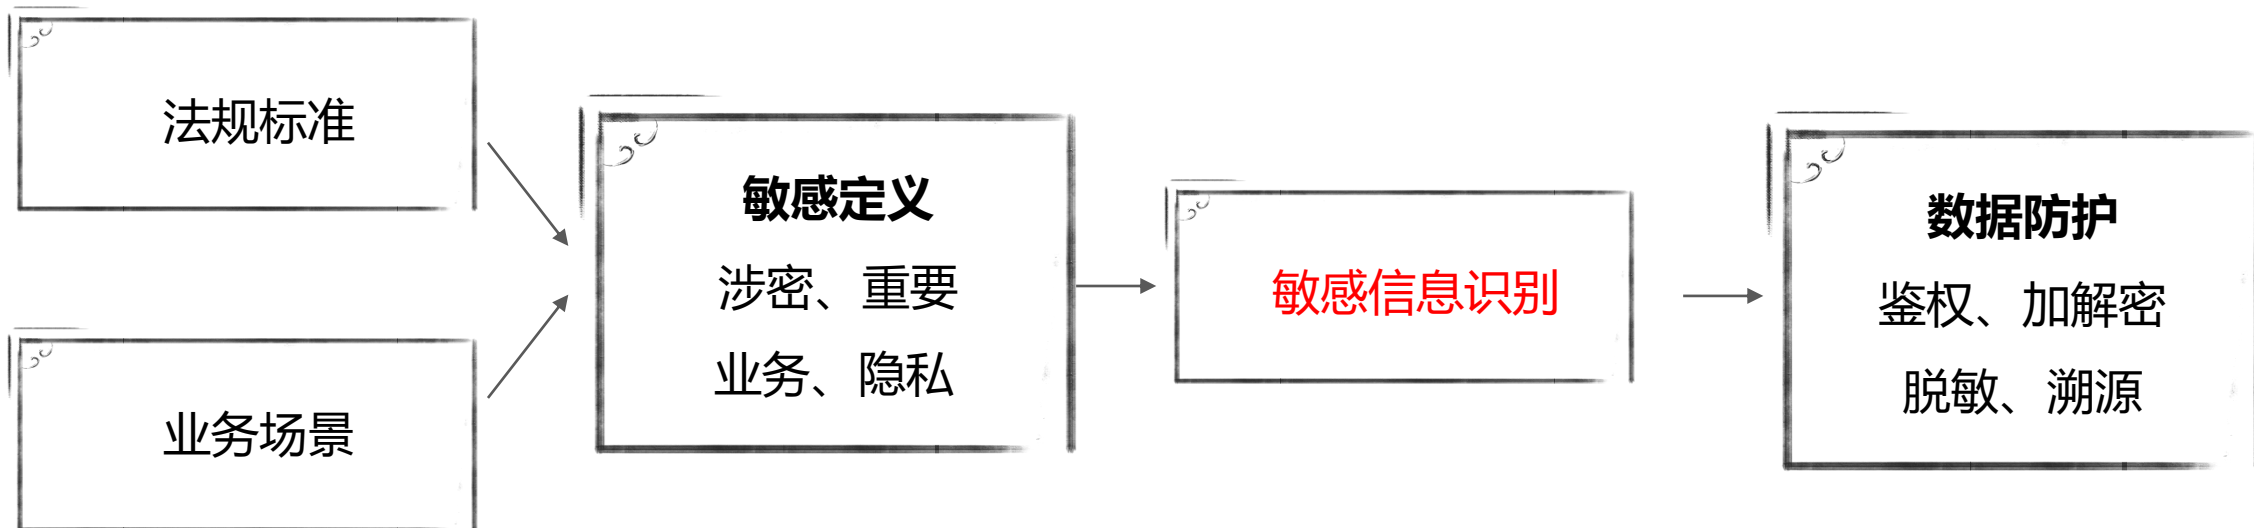 法规标准
业务场景
敏感定义
涉密、重要
业务、隐私
敏感信息识别
数据防护
鉴权、加解密
脱敏、溯源